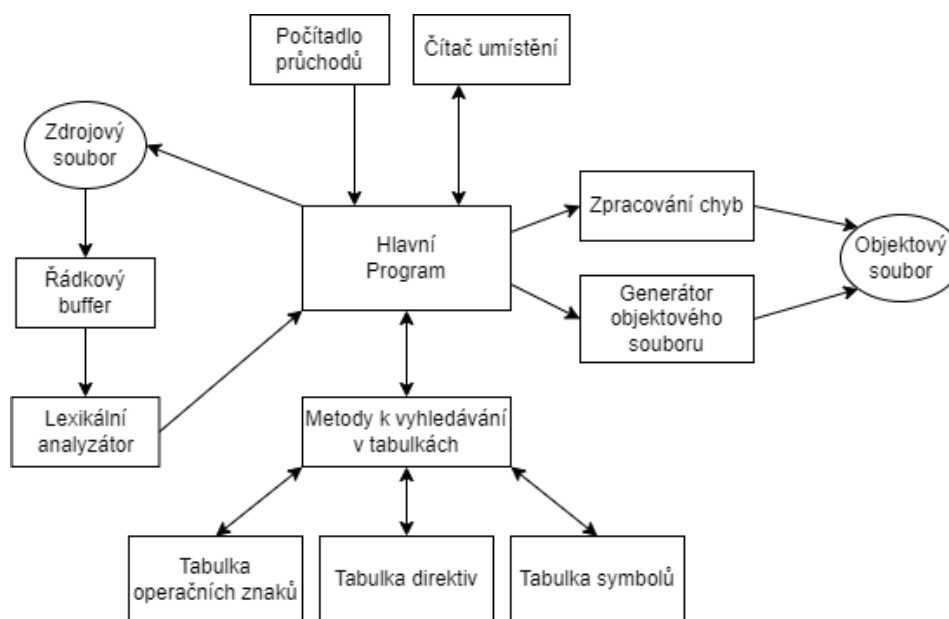 Počítadlo
průchodů
Čítač umístění
Zdrojový
soubor
Zpracování chyb
Hlavní
Program
Objektový
soubor
Řádkový
buffer
Generátor
objektového
souboru
Lexikální
analyzátor
Metody k vyhledávání
v tabulkách
Tabulka
operačních znaků
Tabulka direktiv
Tabulka symbolů